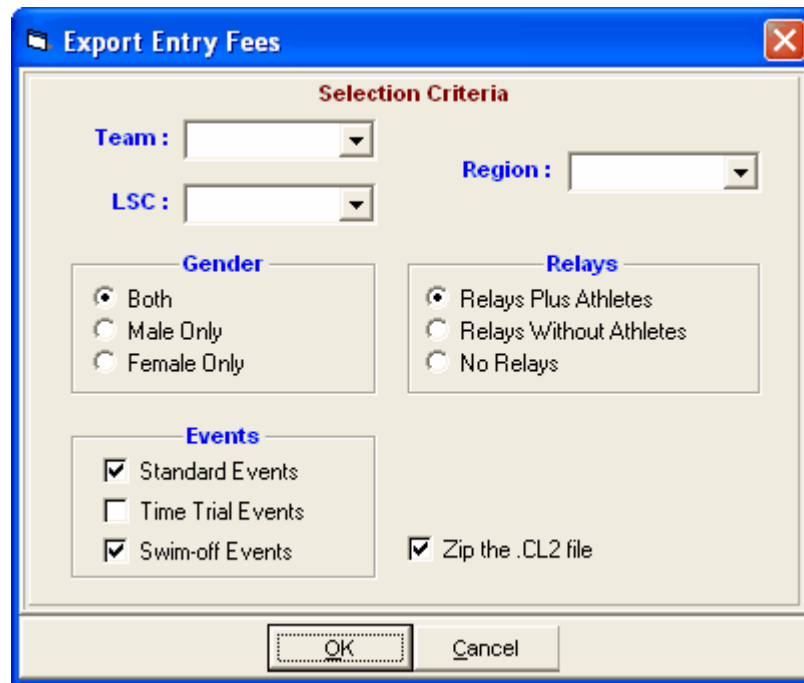 Export Entry Fees
Selection Criteria
Team :
Region :
LSC :
Gender
Both
Male Only
Female Only
Relays
Relays Plus Athletes
Relays Without Athletes
No Relays
Events
Standard Events
Time Trial Events
Swim-off Events
Zip the .CL2 file
OK
Cancel